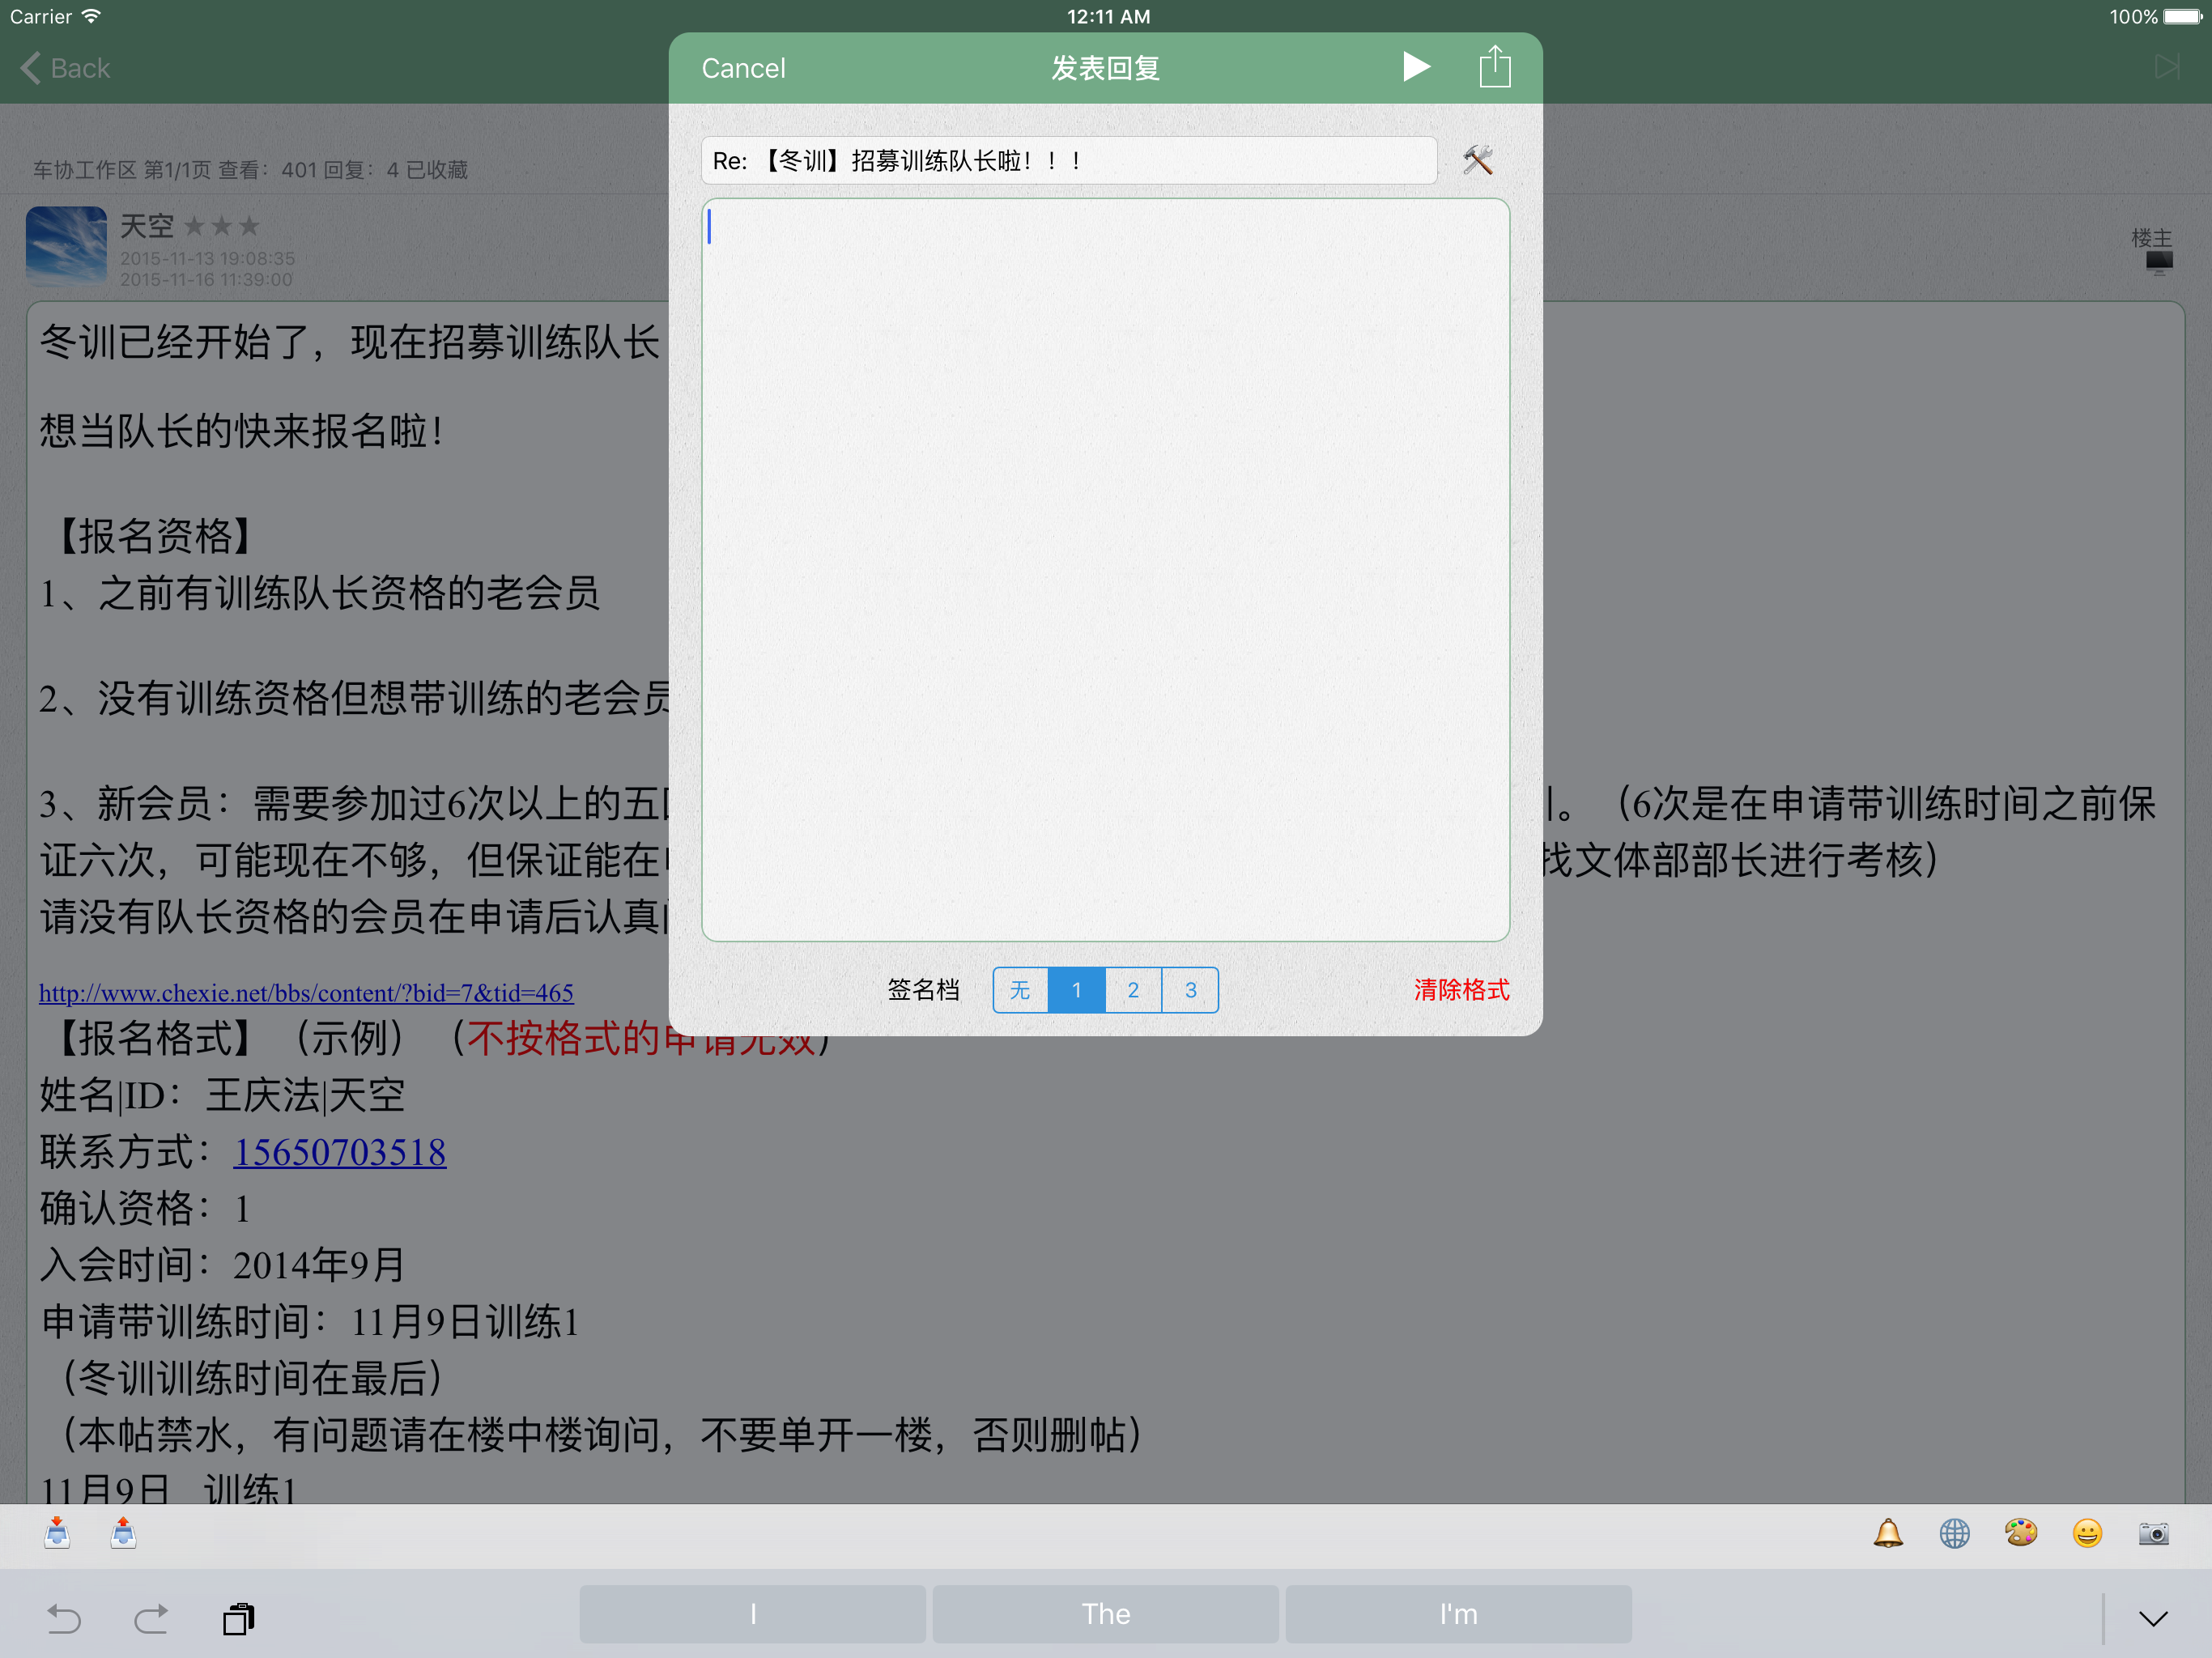 Carrier 12:11 AM 100%
Back
Cancel 发表回复
Re: 【冬训】招募训练队长啦！！！
车协工作区 第1/1页 查看：401 回复：4 已收藏
天空 ★★★
2015-11-13 19:08:35
2015-11-16 11:39:00
楼主
冬训已经开始了，现在招募训练队长
想当队长的快来报名啦！
【报名资格】
1、之前有训练队长资格的老会员
2、没有训练资格但想带训练的老会员
3、新会员：需要参加过6次以上的五 。（6次是在申请带训练时间之前保
证六次，可能现在不够，但保证能在 找文体部部长进行考核）
请没有队长资格的会员在申请后认真
http://www.chexie.net/bbs/content/?bid=7&tid=465
签名档 无 1 2 3 清除格式
【报名格式】（示例）（不按格式的申请无效）
姓名|ID：王庆法|天空
联系方式：15650703518
确认资格：1
入会时间：2014年9月
申请带训练时间：11月9日训练1
（冬训训练时间在最后）
（本帖禁水，有问题请在楼中楼询问，不要单开一楼，否则删帖）
11月9日 训练1
I The I'm